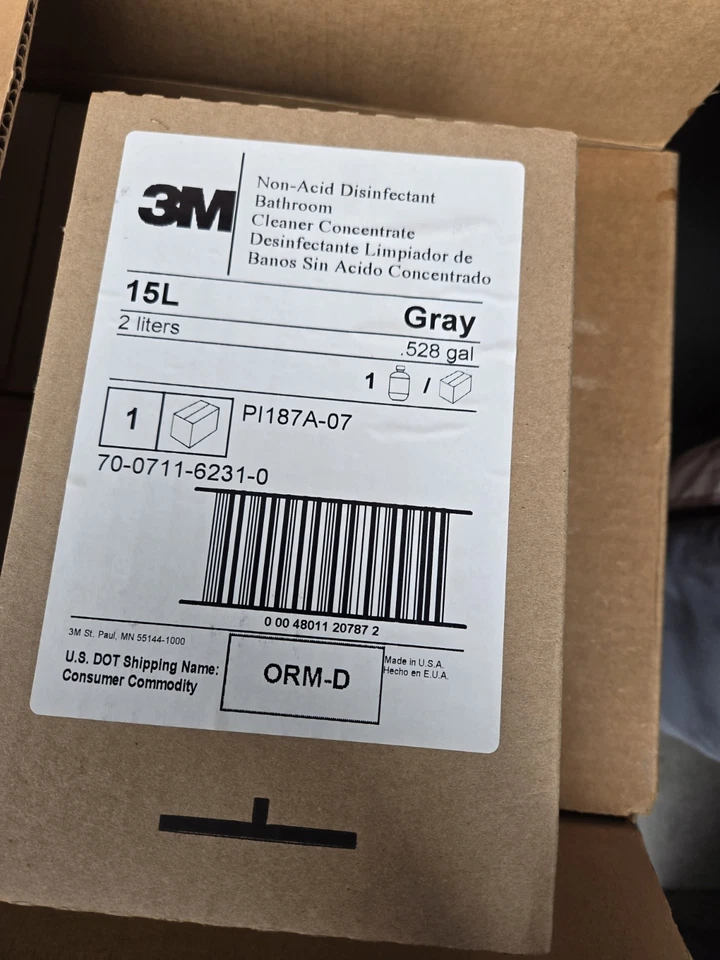 3M
Non-Acid Disinfectant
Bathroom
Cleaner Concentrate
Desinfectante Limpiador de
Banos Sin Acido Concentrado
15L
Gray
2 liters
.528 gal
1 /
1
PI187A-07
70-0711-6231-0
0 00 48011 20787 2
3M St. Paul, MN 55144-1000
U.S. DOT Shipping Name:
Consumer Commodity
ORM-D
Made in U.S.A.
Hecho en E.U.A.